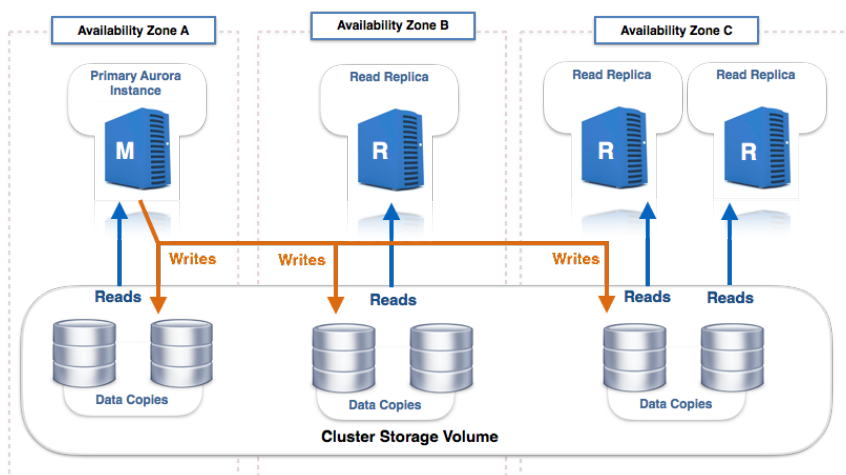 Availability Zone A
Availability Zone B
Availability Zone C
Primary Aurora
Instance
Read Replica
Read Replica
Read Replica
M
R
R
R
Writes
Writes
Writes
Reads
Reads
Reads
Reads
Data Copies
Data Copies
Data Copies
Cluster Storage Volume